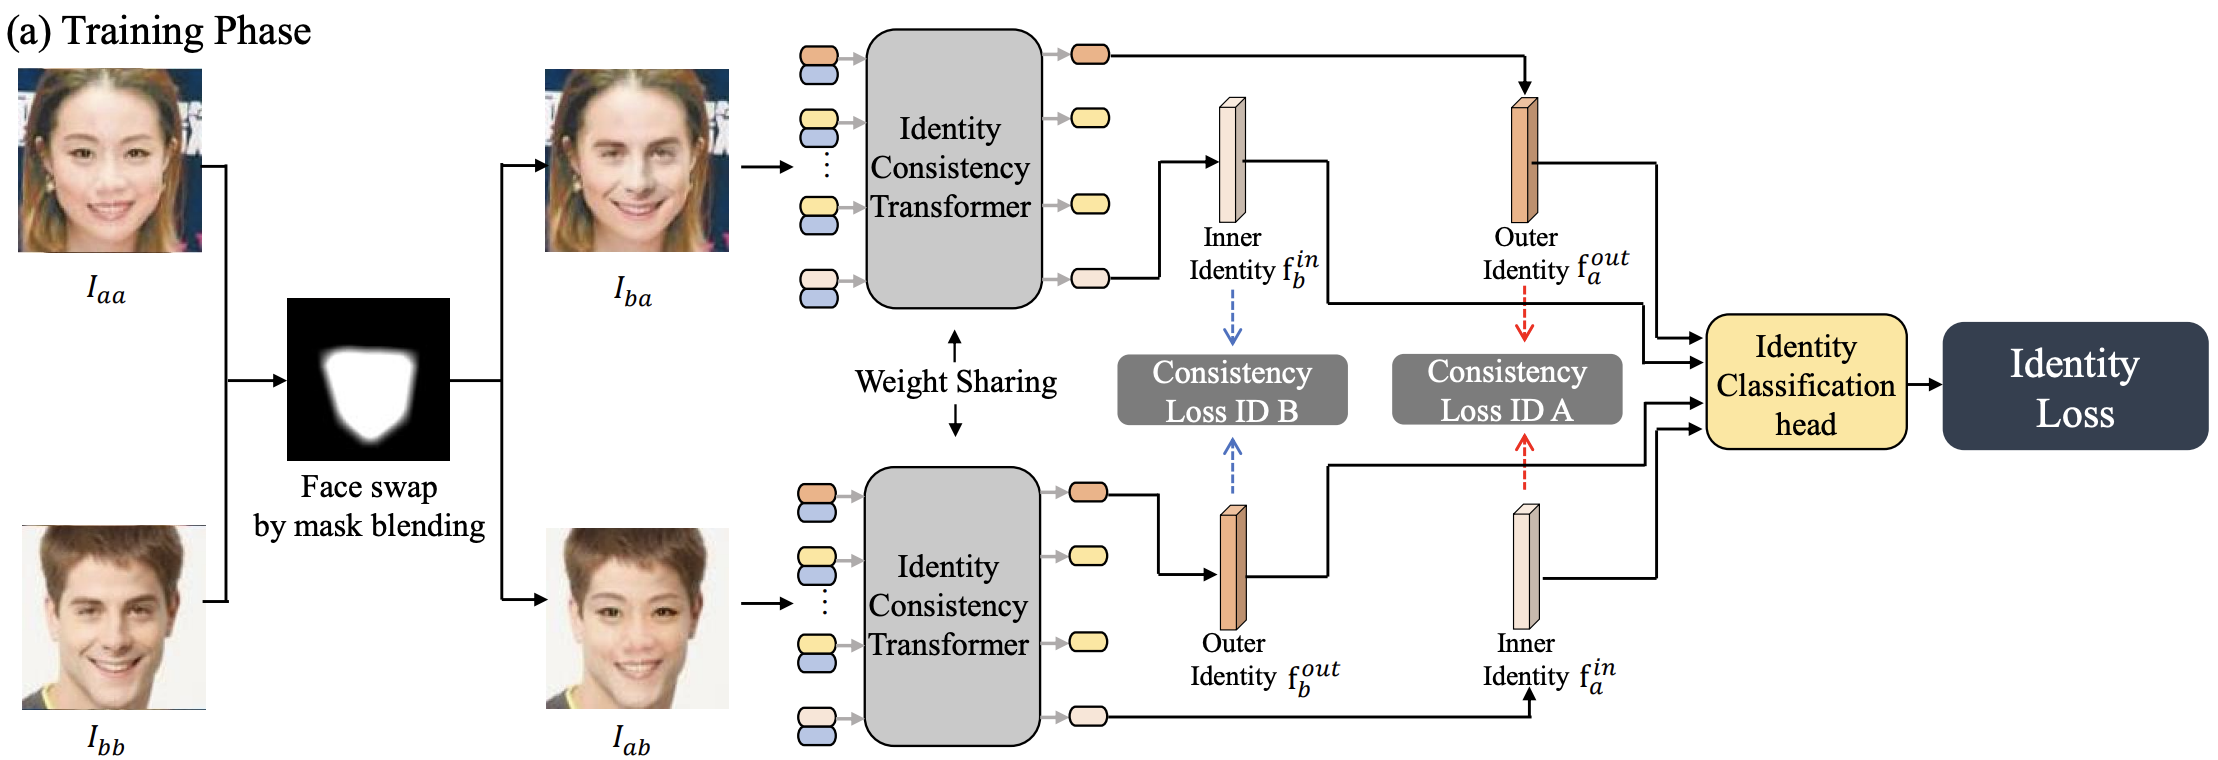 (a) Training Phase
I_aa
I_bb
Face swap
by mask blending
I_ba
I_ab
Identity
Consistency
Transformer
Weight Sharing
Identity
Consistency
Transformer
Inner
Identity f_b^in
Outer
Identity f_a^out
Consistency
Loss ID B
Consistency
Loss ID A
Outer
Identity f_b^out
Inner
Identity f_a^in
Identity
Classification
head
Identity
Loss